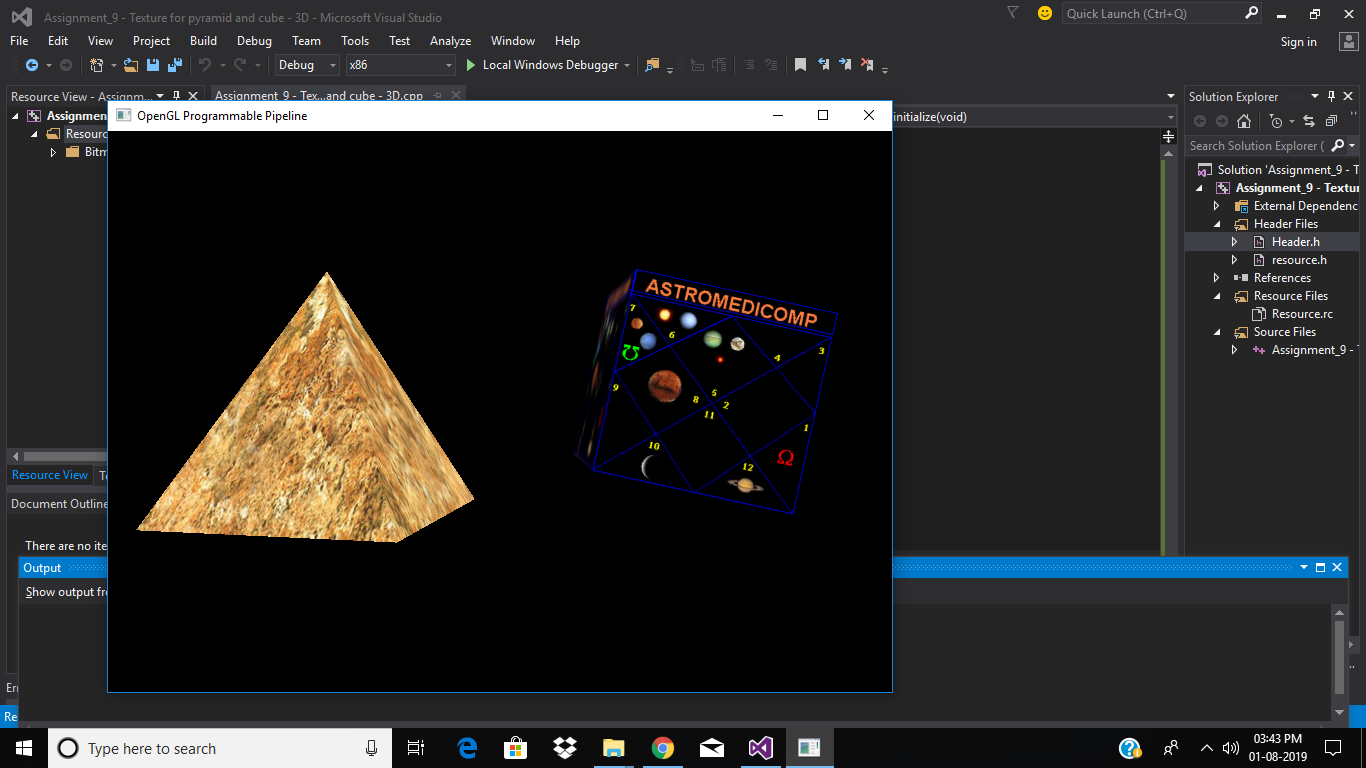 Assignment_9 - Texture for pyramid and cube - 3D - Microsoft Visual Studio
Quick Launch (Ctrl+Q)
File Edit View Project Build Debug Team Tools Test Analyze Window Help
Sign in
Debug x86 Local Windows Debugger
Resource View - Assignm...
Assignment_9 - Tex...and cube - 3D.cpp
Solution Explorer
OpenGL Programmable Pipeline
initialize(void)
Assignmen
Resourc
Bitm
Search Solution Explorer (
Solution 'Assignment_9 - T
Assignment_9 - Textur
External Dependenc
Header Files
Header.h
resource.h
References
Resource Files
Resource.rc
Source Files
Assignment_9 - T
ASTROMEDICOMP
7
6
4
3
℧
9
5
8
2
11
1
10
Ω
12
Resource View
Document Outline
There are no ite
Output
Show output fr
Er
Re
Type here to search
03:43 PM
01-08-2019